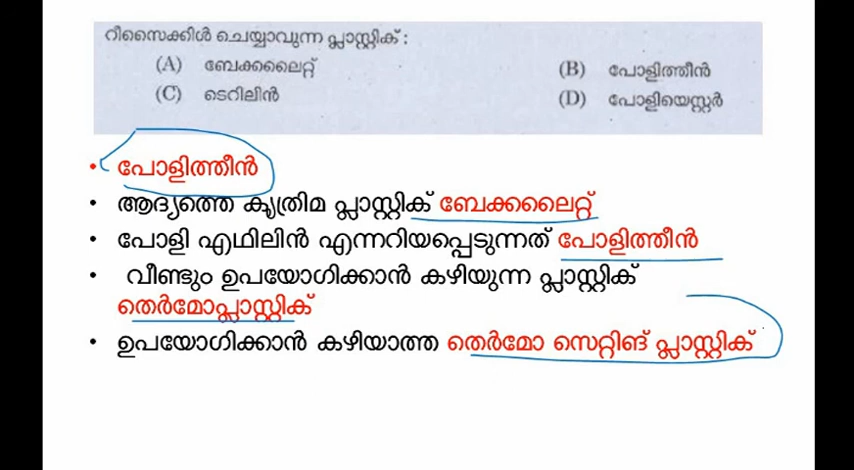 റീസൈക്കിൾ ചെയ്യാവുന്ന പ്ലാസ്റ്റിക് :
(A) ബേക്കലൈറ്റ് (B) പോളിത്തീൻ
(C) ടെറിലിൻ (D) പോളിയെസ്റ്റർ
• പോളിത്തീൻ
• ആദ്യത്തെ കൃത്രിമ പ്ലാസ്റ്റിക് ബേക്കലൈറ്റ്
• പോളി എഥിലിൻ എന്നറിയപ്പെടുന്നത് പോളിത്തീൻ
• വീണ്ടും ഉപയോഗിക്കാൻ കഴിയുന്ന പ്ലാസ്റ്റിക്
തെർമോപ്ലാസ്റ്റിക്
• ഉപയോഗിക്കാൻ കഴിയാത്ത തെർമോ സെറ്റിങ് പ്ലാസ്റ്റിക്